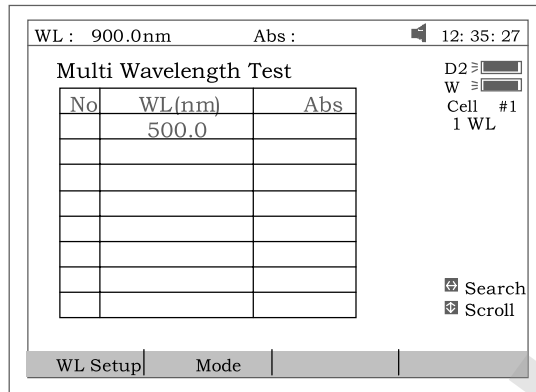 WL: 900.0nm Abs: 12: 35: 27
Multi Wavelength Test
D2
W
Cell #1
1 WL
No WL(nm) Abs
500.0
Search
Scroll
WL Setup Mode